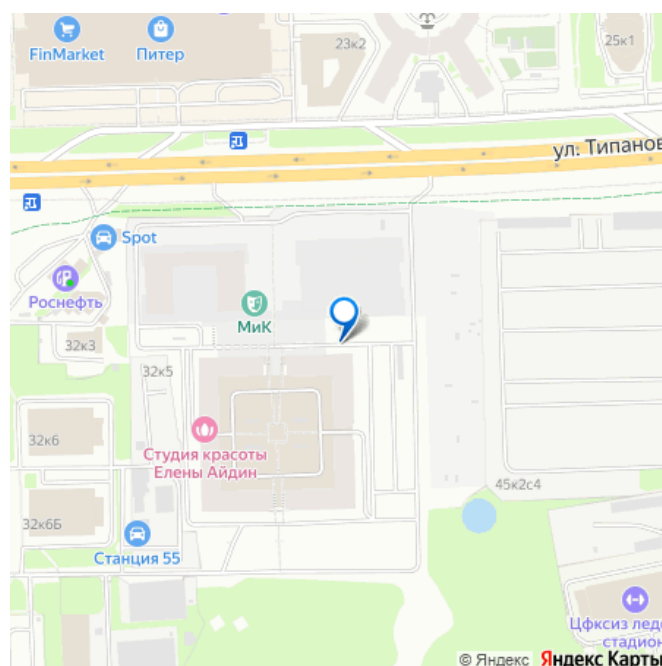 FinMarket
Питер
23к2
25к1
ул. Типанов
Spot
Роснефть
МиК
32к3
32к5
32к6
Студия красоты
Елены Айдин
45к2с4
32к6Б
Станция 55
Цфксиз лед
стадион
© Яндекс Яндекс Карты